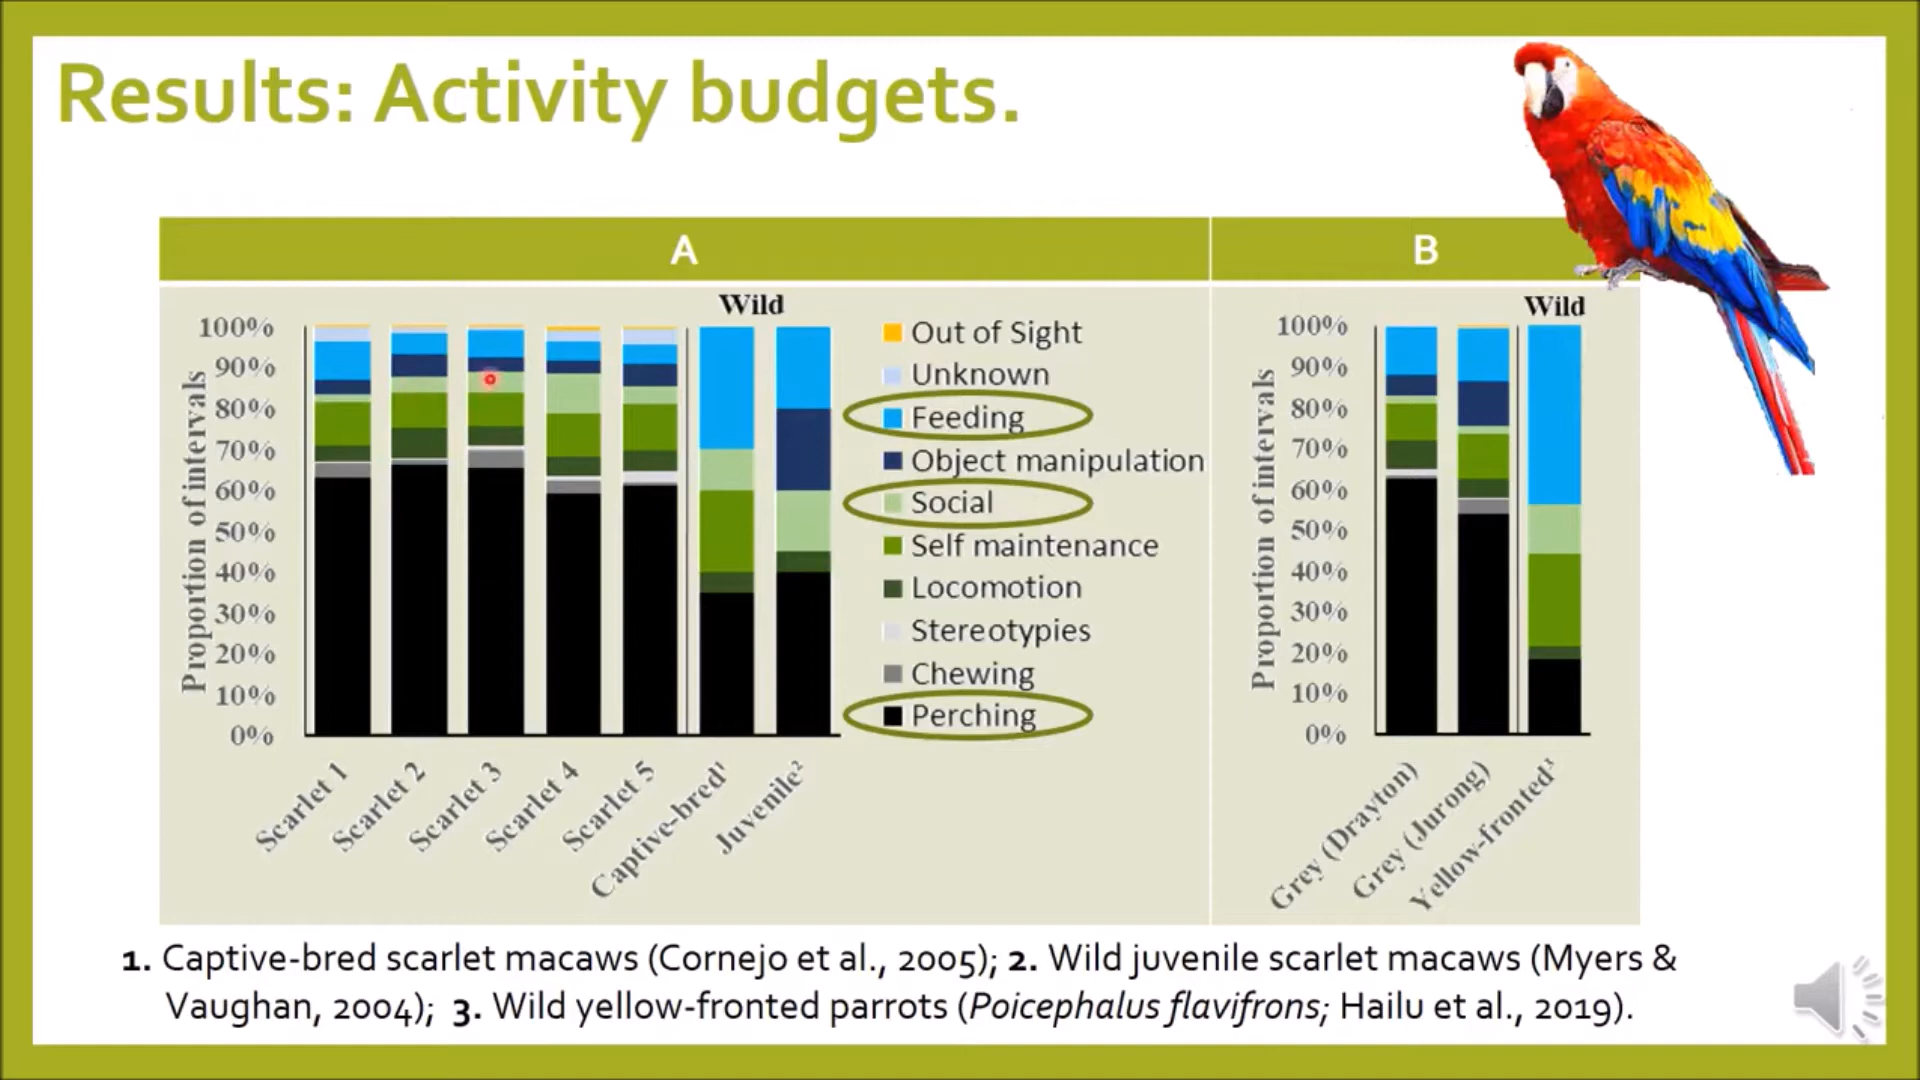 Results: Activity budgets.
A
B
Wild
Wild
100%
90%
80%
70%
60%
50%
40%
30%
20%
10%
0%
Proportion of intervals
Scarlet 1
Scarlet 2
Scarlet 3
Scarlet 4
Scarlet 5
Captive-bred¹
Juvenile²
Out of Sight
Unknown
Feeding
Object manipulation
Social
Self maintenance
Locomotion
Stereotypies
Chewing
Perching
100%
90%
80%
70%
60%
50%
40%
30%
20%
10%
0%
Proportion of intervals
Grey (Drayton)
Grey (Jurong)
Yellow-fronted³
1. Captive-bred scarlet macaws (Cornejo et al., 2005); 2. Wild juvenile scarlet macaws (Myers &
Vaughan, 2004); 3. Wild yellow-fronted parrots (Poicephalus flavifrons; Hailu et al., 2019).